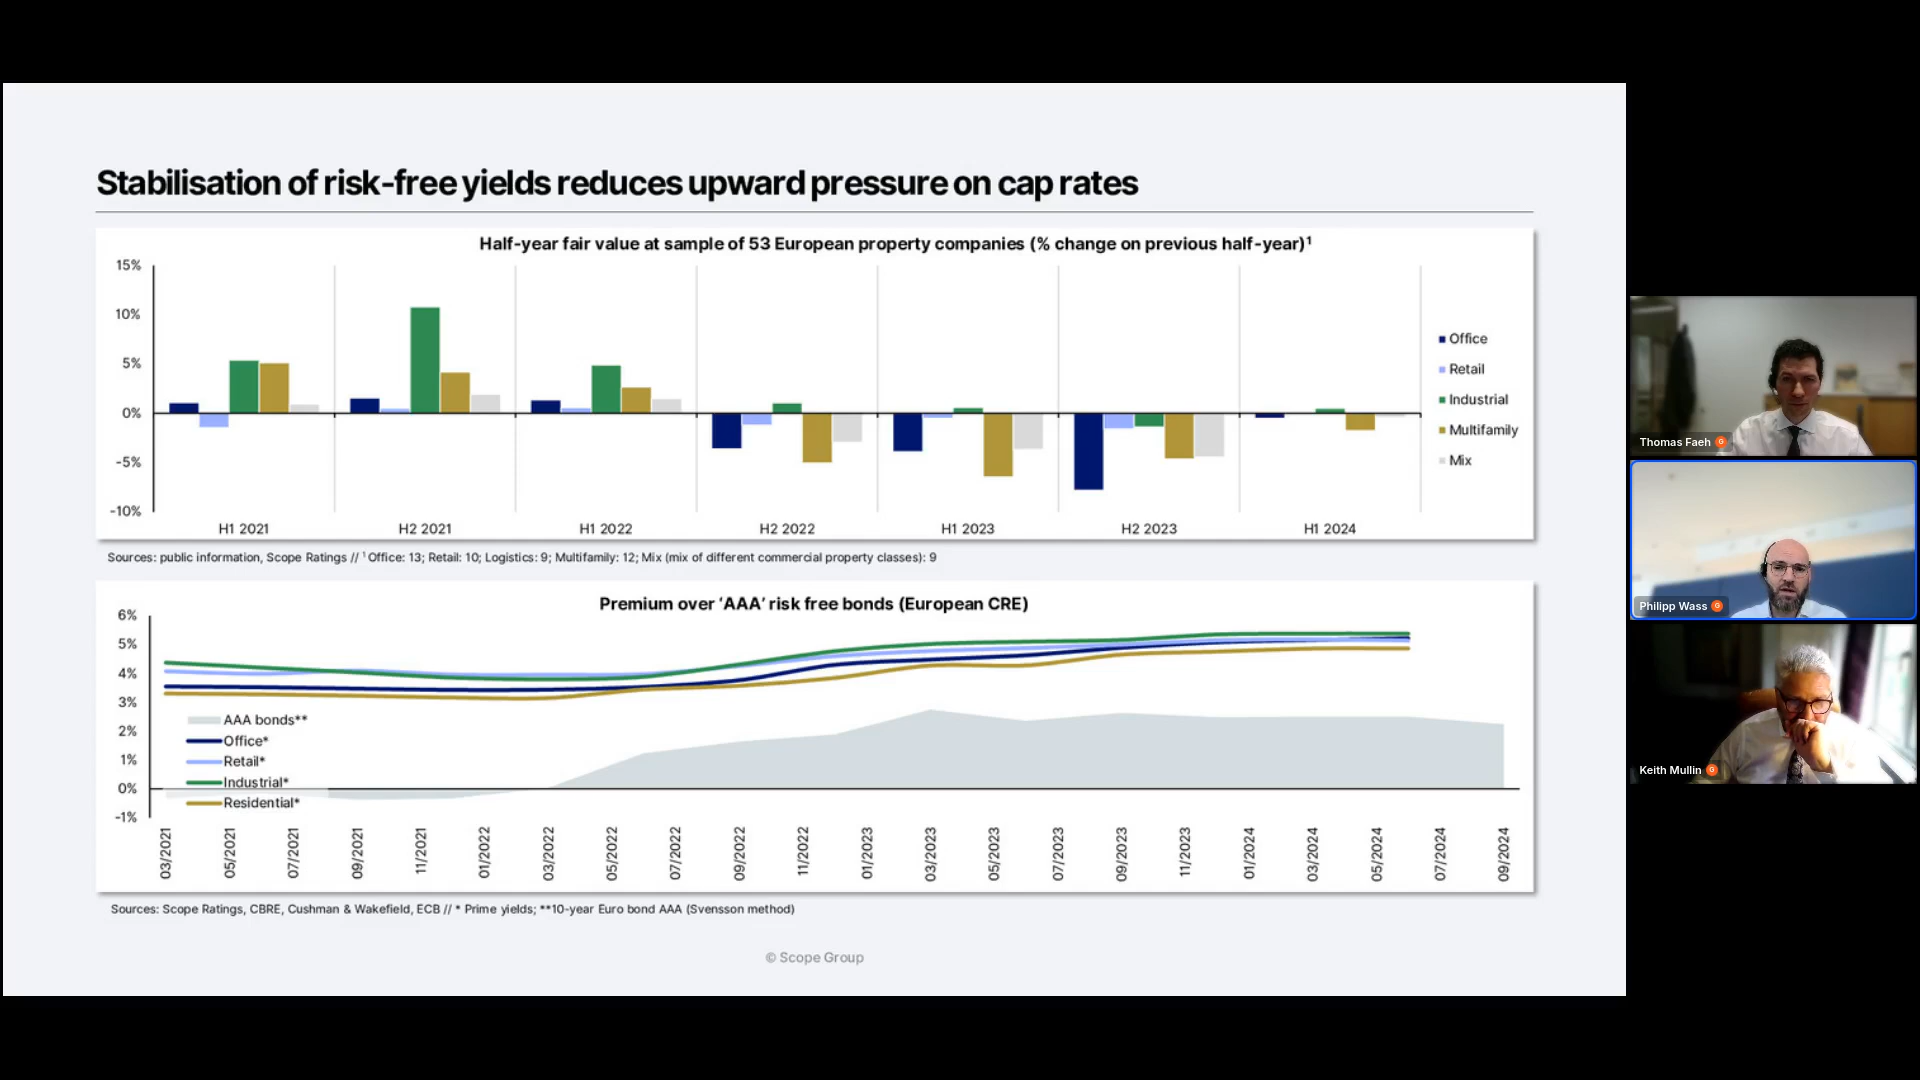 Stabilisation of risk-free yields reduces upward pressure on cap rates
Half-year fair value at sample of 53 European property companies (% change on previous half-year)¹
15%
10%
5%
0%
-5%
-10%
H1 2021
H2 2021
H1 2022
H2 2022
H1 2023
H2 2023
H1 2024
Office
Retail
Industrial
Multifamily
Mix
Sources: public information, Scope Ratings // ¹ Office: 13; Retail: 10; Logistics: 9; Multifamily: 12; Mix (mix of different commercial property classes): 9
Premium over ‘AAA’ risk free bonds (European CRE)
6%
5%
4%
3%
2%
1%
0%
-1%
AAA bonds**
Office*
Retail*
Industrial*
Residential*
03/2021
05/2021
07/2021
09/2021
11/2021
01/2022
03/2022
05/2022
07/2022
09/2022
11/2022
01/2023
03/2023
05/2023
07/2023
09/2023
11/2023
01/2024
03/2024
05/2024
07/2024
09/2024
Sources: Scope Ratings, CBRE, Cushman & Wakefield, ECB // * Prime yields; **10-year Euro bond AAA (Svensson method)
© Scope Group
Thomas Faeh
Philipp Wass
Keith Mullin